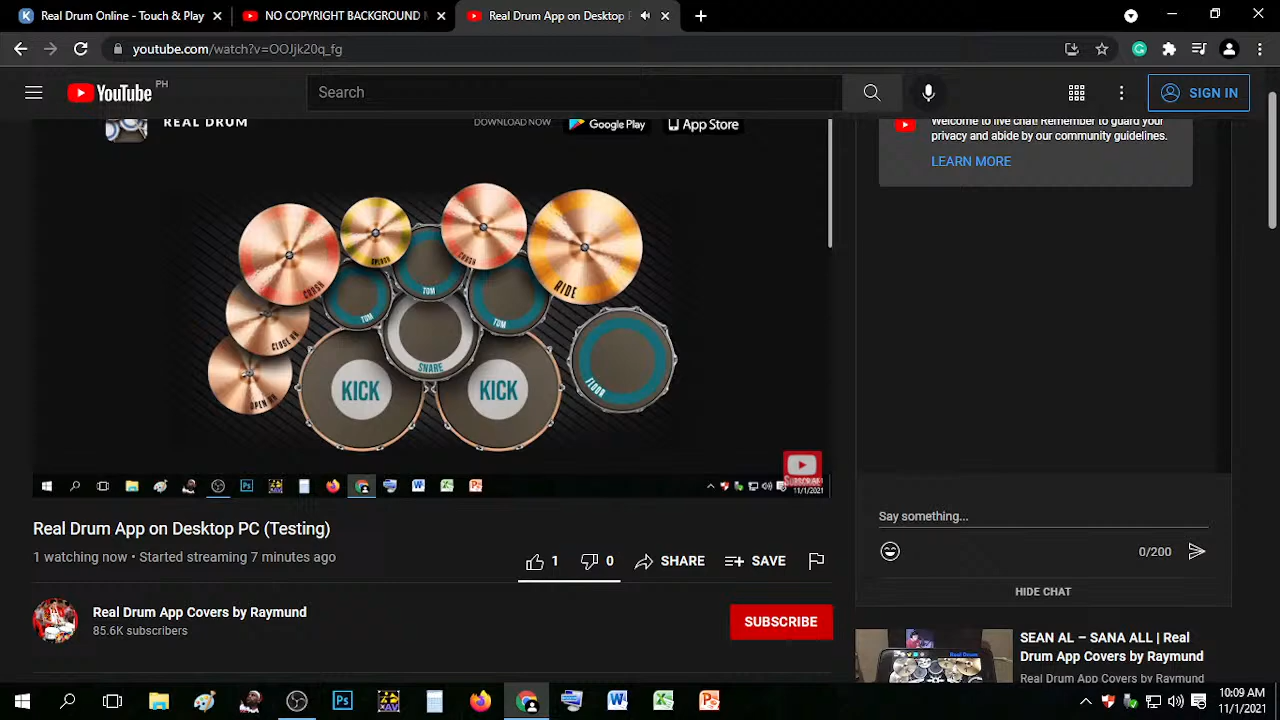 Real Drum Online - Touch & Play
NO COPYRIGHT BACKGROUND
Real Drum App on Desktop
youtube.com/watch?v=OOJjk20q_fg
YouTube PH
Search
SIGN IN
REAL DRUM
DOWNLOAD NOW
Google Play
App Store
Welcome to live chat! Remember to guard your
privacy and abide by our community guidelines.
LEARN MORE
CRASH
SPLASH
CRASH
RIDE
TOM
TOM
TOM
CLOSE HH
OPEN HH
SNARE
KICK
KICK
FLOOR
SUBSCRIBE
11/1/2021
Real Drum App on Desktop PC (Testing)
1 watching now • Started streaming 7 minutes ago
1
0
SHARE
SAVE
Say something...
0/200
HIDE CHAT
Real Drum App Covers by Raymund
85.6K subscribers
SUBSCRIBE
SEAN AL – SANA ALL | Real
Drum App Covers by Raymund
Real Drum App Covers by Raymund
10:09 AM
11/1/2021